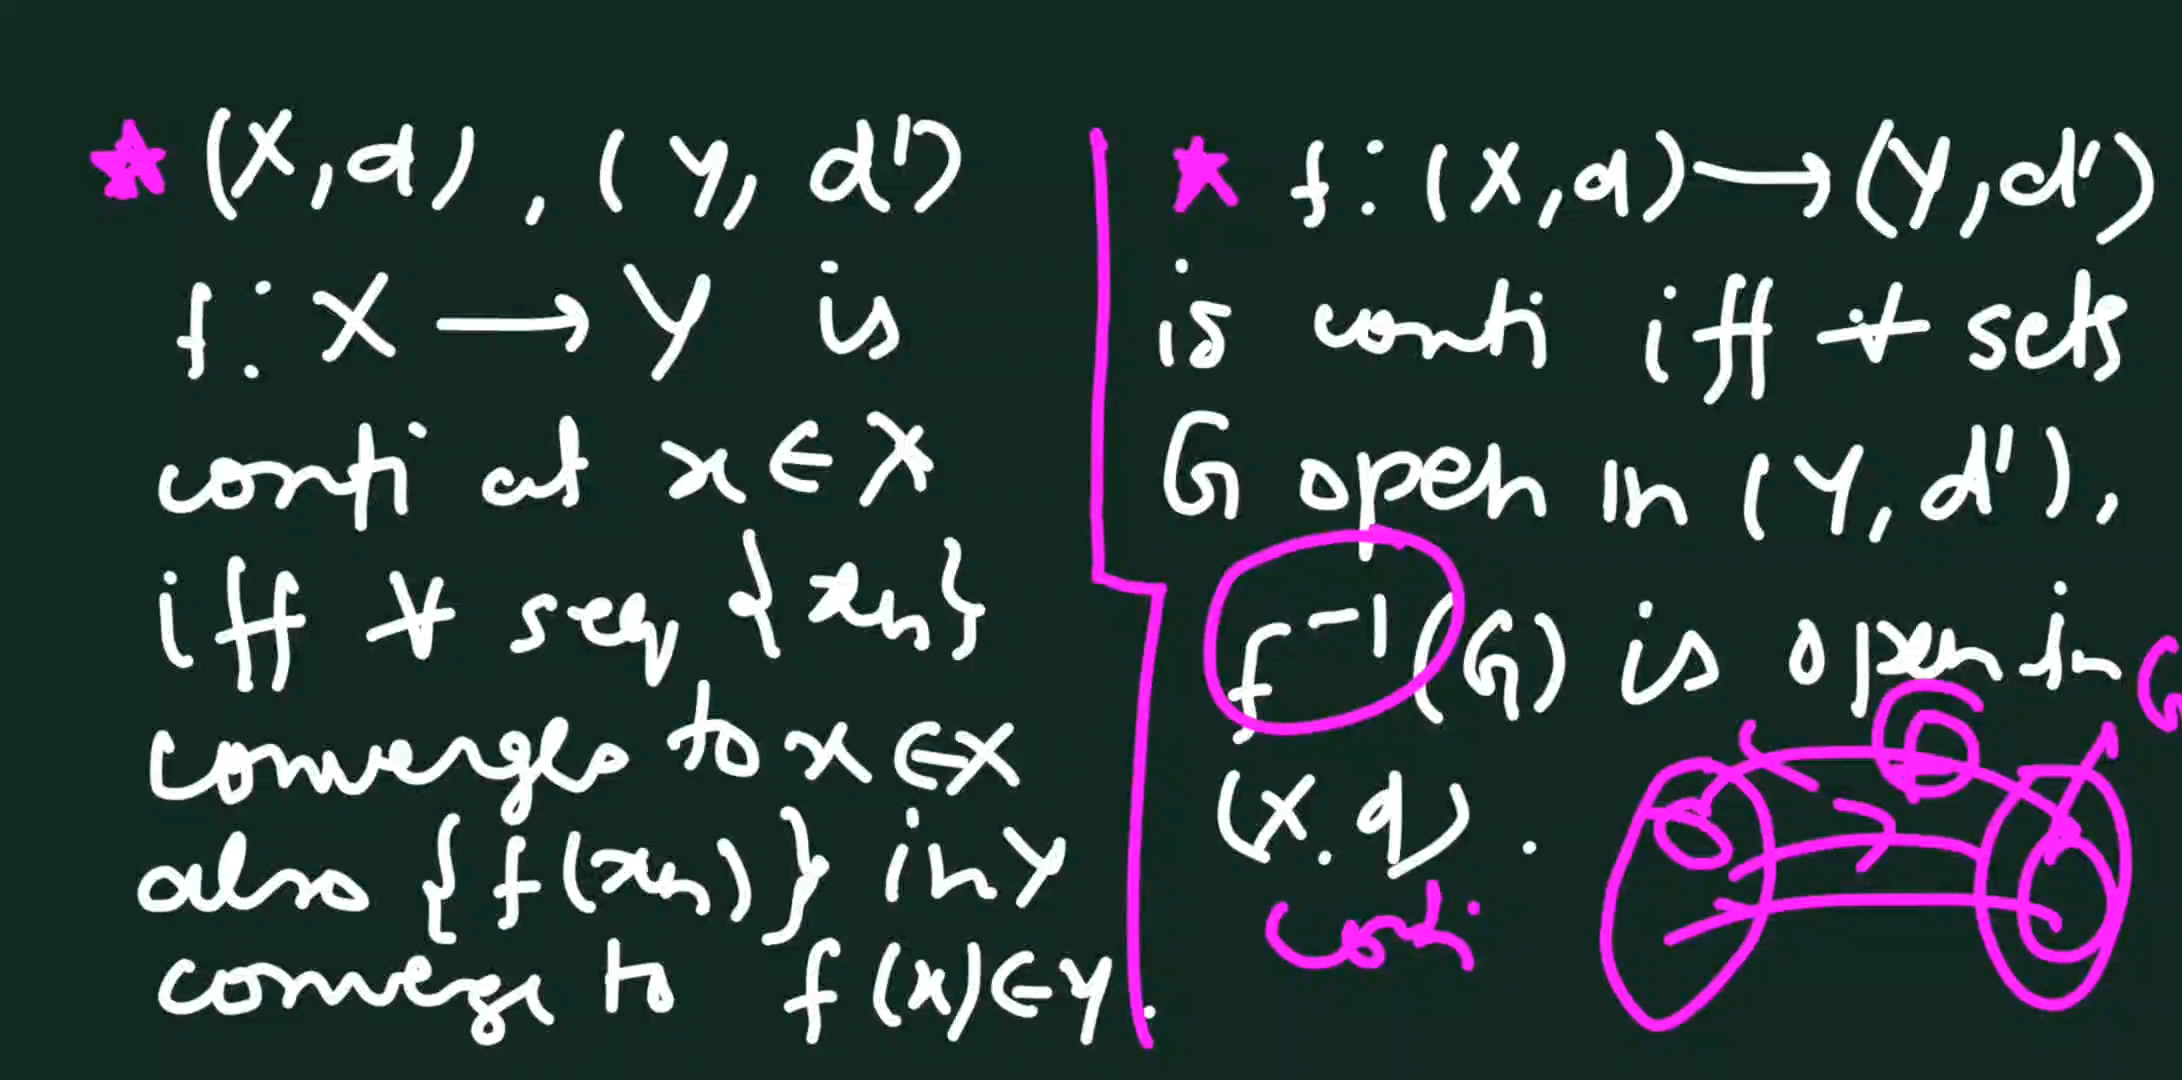 ★ (X,d), (Y, d')
f: X → Y is
conti at x∈X
iff ∀ seq {xn}
converges to x∈X
also {f(xn)} in Y
converge to f(x)∈Y.
★ f: (X,d) → (Y,d')
is conti iff ∀ sets
G open in (Y,d'),
f⁻¹(G) is open in
(X.d).
conti
G